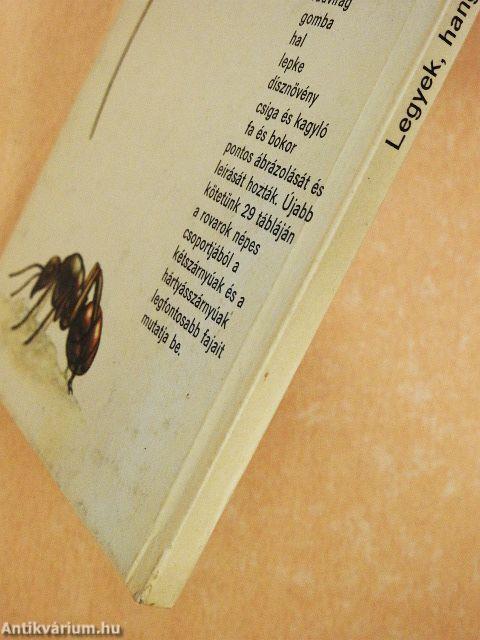 gomba
hal
lepke
dísznövény
csiga és kagyló
fa és bokor
pontos ábrázolását és
leírását hozták. Újabb
kötetünk 29 tábláján
a rovarok népes
csoportjából a
kétszárnyúak és a
hártyásszárnyúak
legfontosabb fajait
mutatja be.
Legyek, hang
Antikvárium.hu